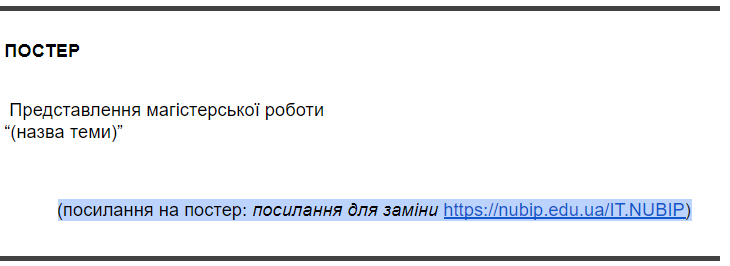 ПОСТЕР
Представлення магістерської роботи
“(назва теми)”
(посилання на постер: посилання для заміни https://nubip.edu.ua/IT.NUBIP)